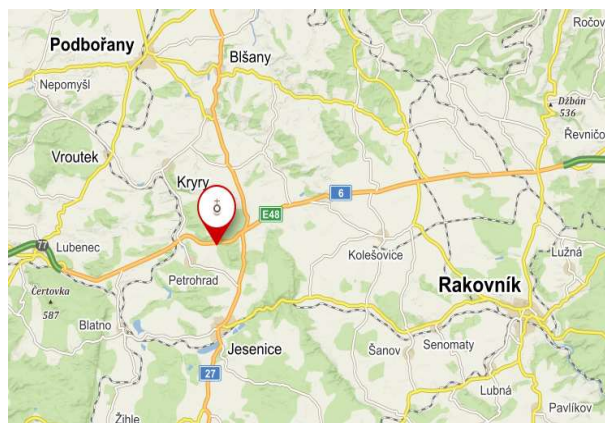 Ročov
Podbořany
Blšany
Nepomyšl
Džbán
536
Řevničo
Vroutek
Kryry
6
E48
77
Lubenec
Kolešovice
Lužná
Petrohrad
Čertovka
587
Rakovník
Blatno
Jesenice
Šanov
Senomaty
27
Lubná
Pavlíkov
Žihle